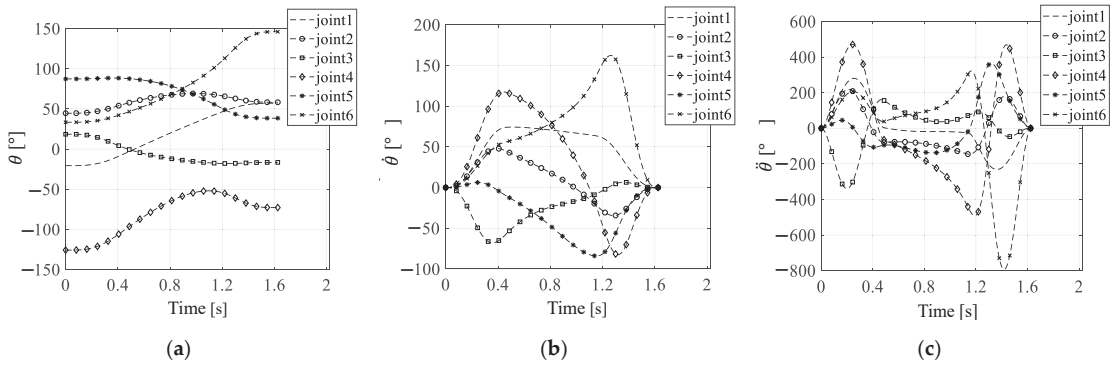 150
100
50
0
−50
−100
−150
θ [°]
0 0.4 0.8 1.2 1.6 2
Time [s]
joint1
joint2
joint3
joint4
joint5
joint6
(a)
200
150
100
50
0
−50
−100
θ̇ [° ]
0 0.4 0.8 1.2 1.6 2
Time [s]
joint1
joint2
joint3
joint4
joint5
joint6
(b)
600
400
200
0
−200
−400
−600
−800
θ̈ [° ]
0 0.4 0.8 1.2 1.6 2
Time [s]
joint1
joint2
joint3
joint4
joint5
joint6
(c)